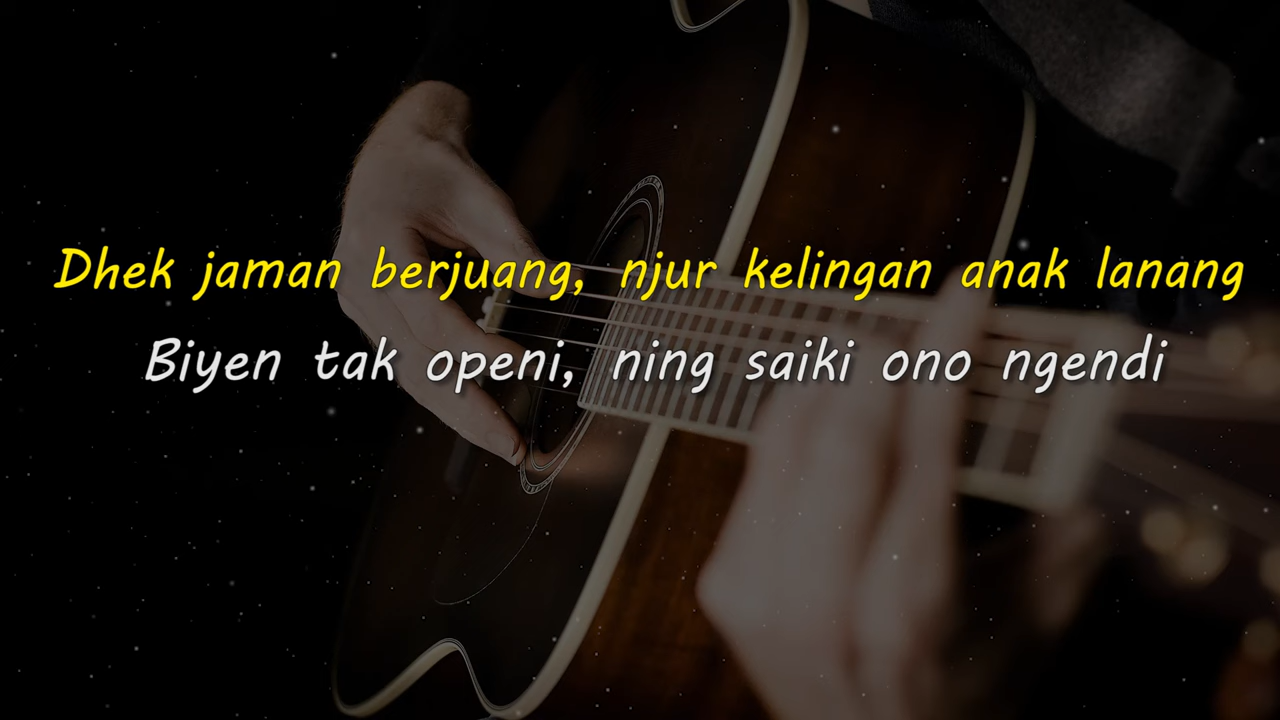 Dhek jaman berjuang, njur kelingan anak lanang
Biyen tak openi, ning saiki ono ngendi